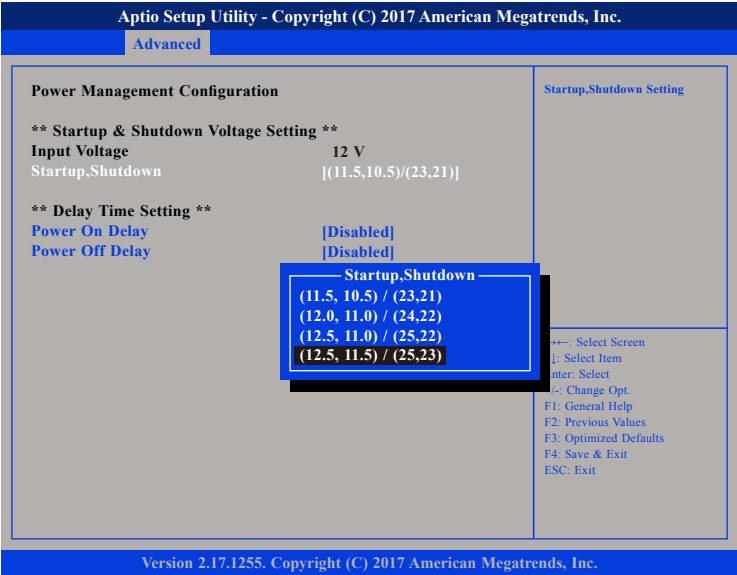 Aptio Setup Utility - Copyright (C) 2017 American Megatrends, Inc.
Advanced
Power Management Configuration
** Startup & Shutdown Voltage Setting **
Input Voltage 12 V
Startup,Shutdown [(11.5,10.5)/(23,21)]
** Delay Time Setting **
Power On Delay [Disabled]
Power Off Delay [Disabled]
Startup,Shutdown
(11.5, 10.5) / (23,21)
(12.0, 11.0) / (24,22)
(12.5, 11.0) / (25,22)
(12.5, 11.5) / (25,23)
Startup,Shutdown Setting
→←: Select Screen
↓: Select Item
Enter: Select
/-: Change Opt.
F1: General Help
F2: Previous Values
F3: Optimized Defaults
F4: Save & Exit
ESC: Exit
Version 2.17.1255. Copyright (C) 2017 American Megatrends, Inc.